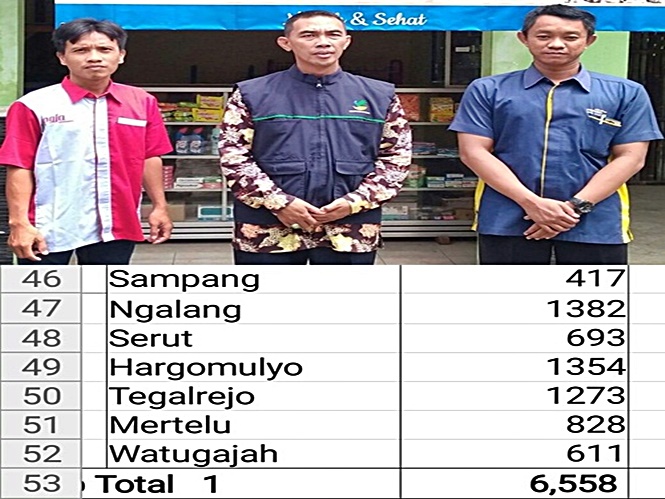 & Sehat
jogja
46 Sampang 417
47 Ngalang 1382
48 Serut 693
49 Hargomulyo 1354
50 Tegalrejo 1273
51 Mertelu 828
52 Watugajah 611
53 Total 1 6,558